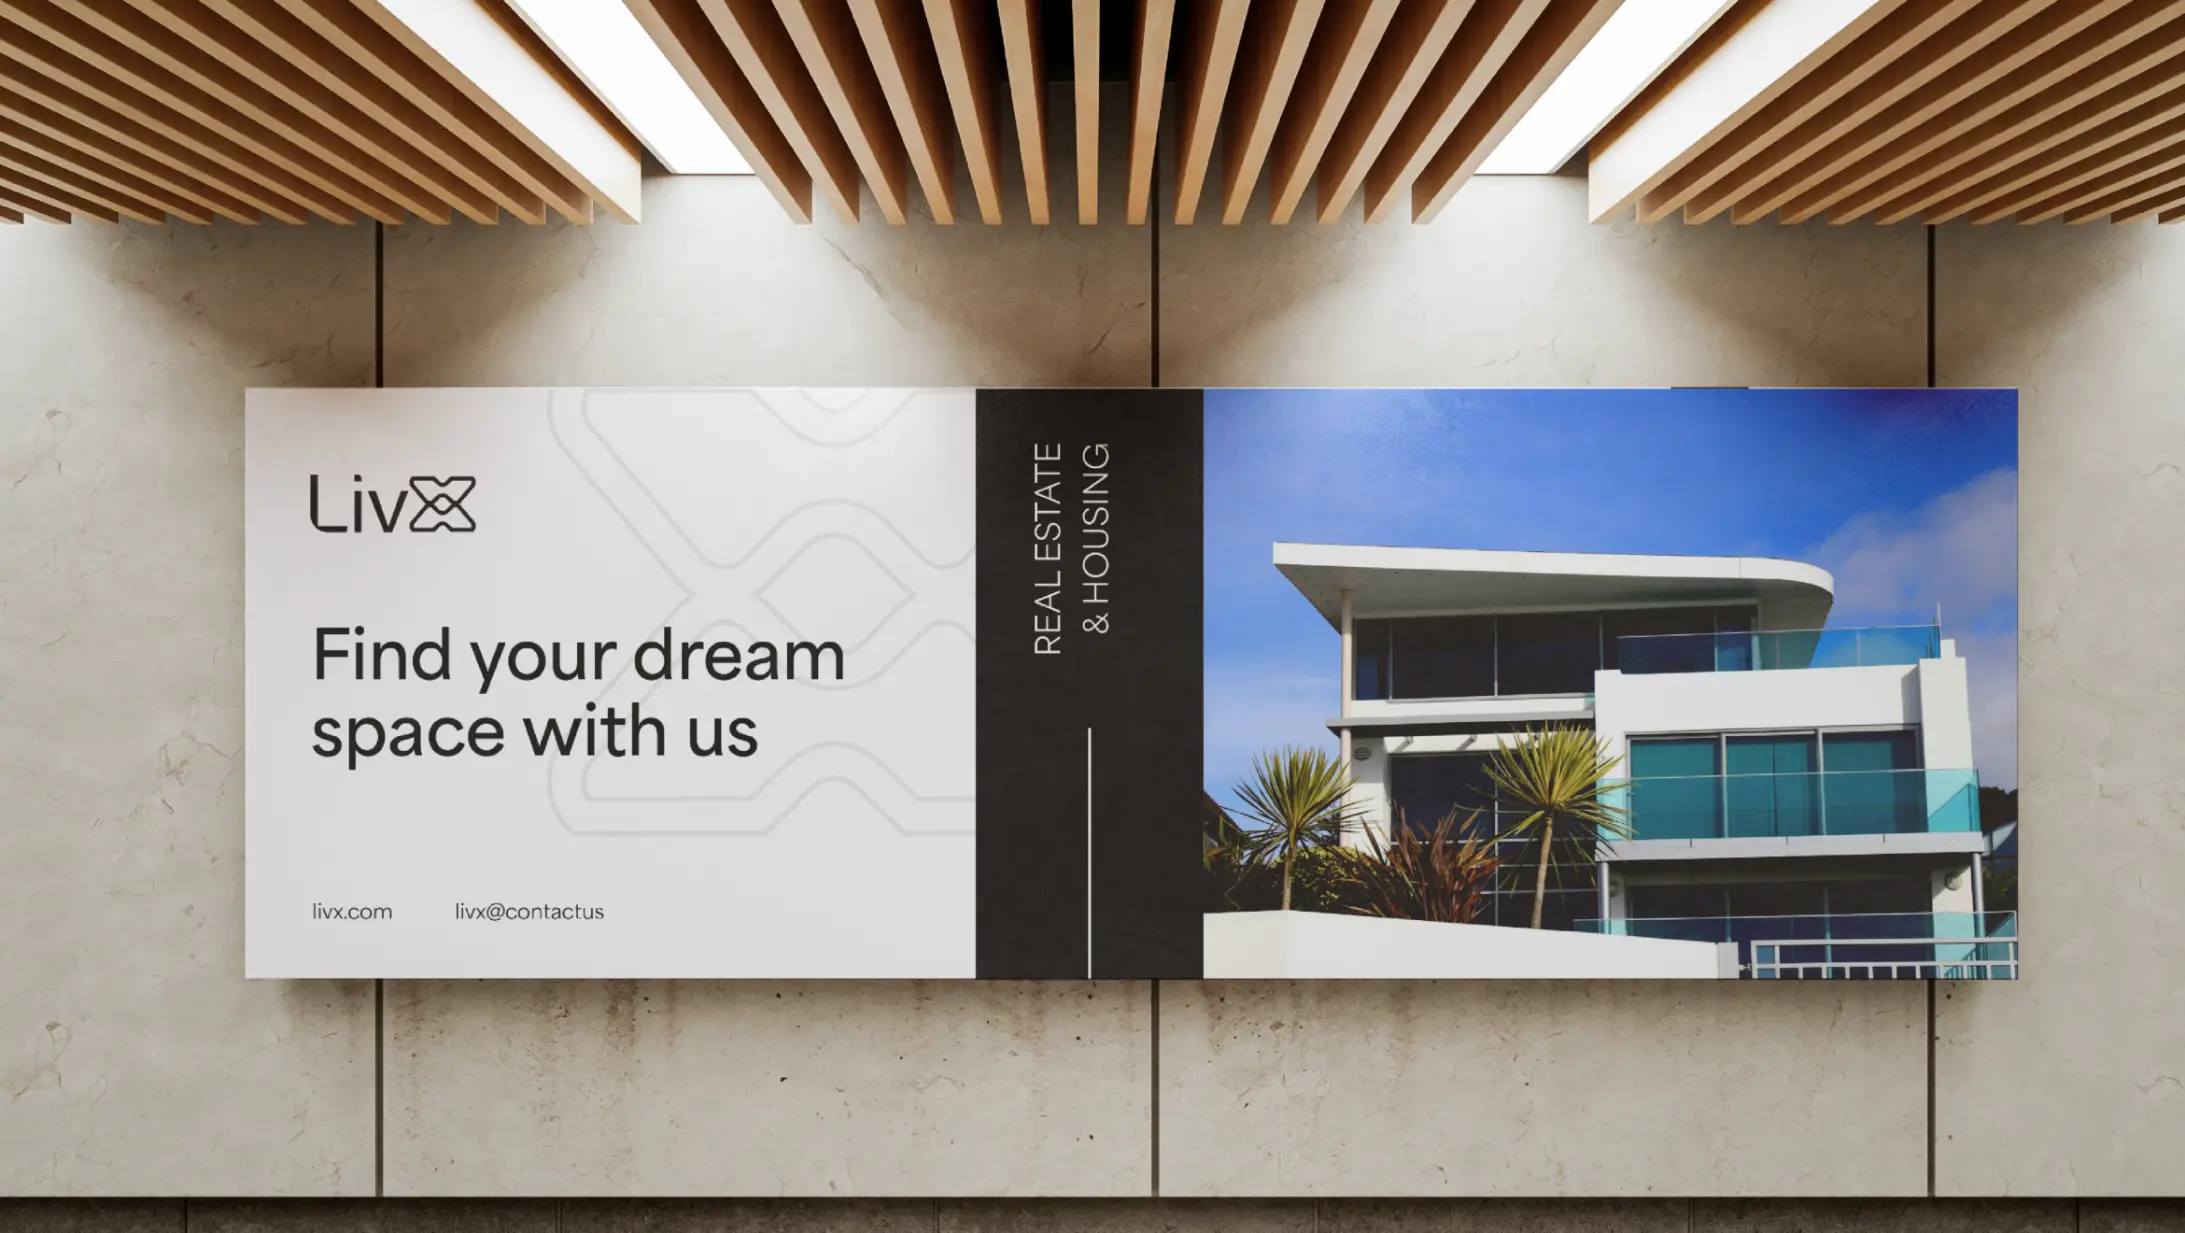 LivX
Find your dream
space with us
livx.com
livx@contactus
REAL ESTATE
& HOUSING